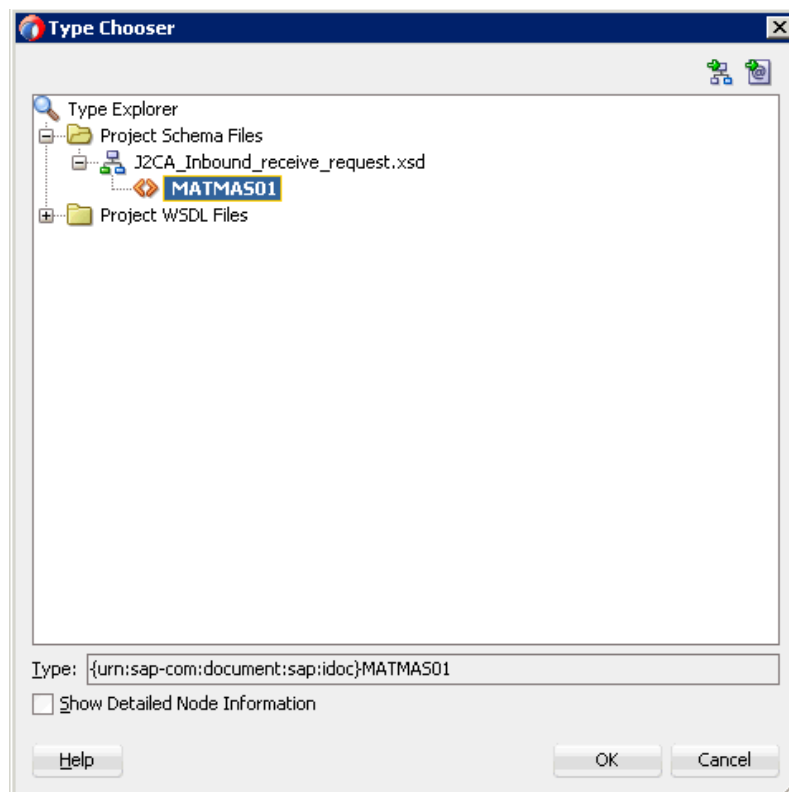 Type Chooser
Type Explorer
Project Schema Files
J2CA_Inbound_receive_request.xsd
MATMAS01
Project WSDL Files
Type: {urn:sap-com:document:sap:idoc}MATMAS01
Show Detailed Node Information
Help OK Cancel